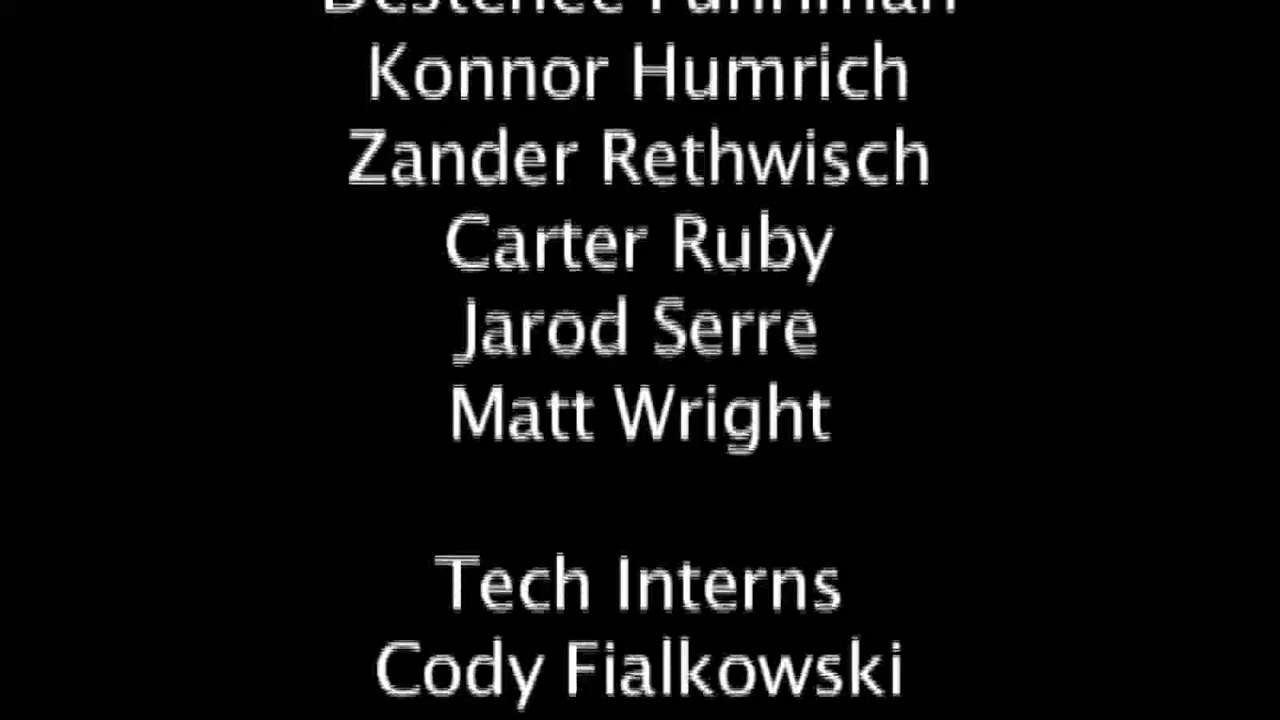 Konnor Humrich
Zander Rethwisch
Carter Ruby
Jarod Serre
Matt Wright
Tech Interns
Cody Fialkowski